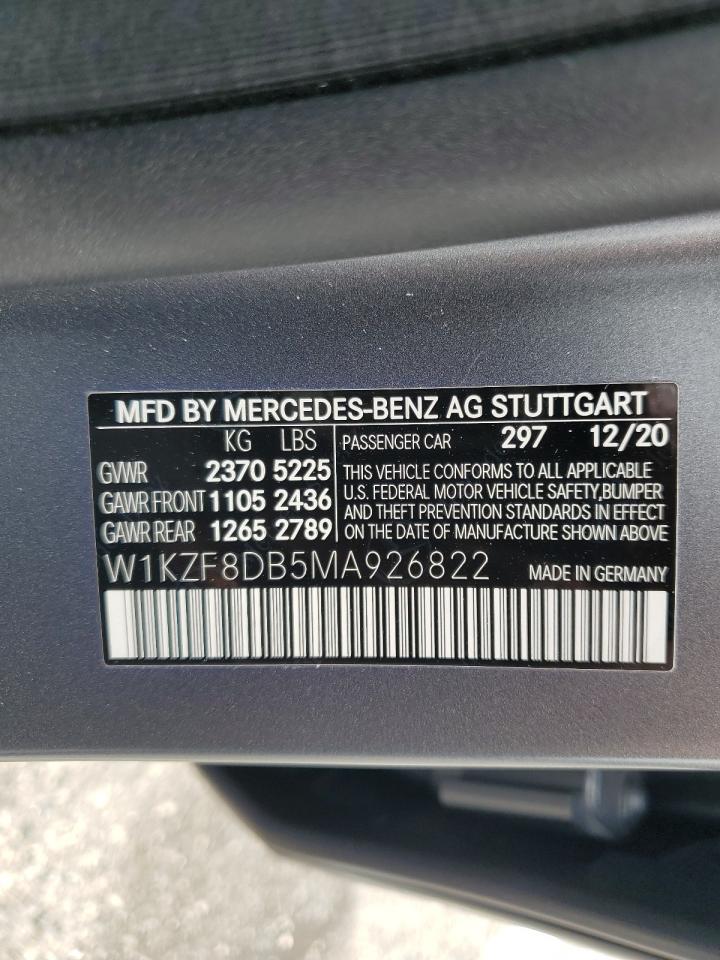 MFD BY MERCEDES-BENZ AG STUTTGART
KG LBS
GVWR 2370 5225
GAWR FRONT 1105 2436
GAWR REAR 1265 2789
PASSENGER CAR 297 12/20
THIS VEHICLE CONFORMS TO ALL APPLICABLE
U.S. FEDERAL MOTOR VEHICLE SAFETY,BUMPER
AND THEFT PREVENTION STANDARDS IN EFFECT
ON THE DATE OF MANUFACTURE SHOWN ABOVE
W1KZF8DB5MA926822 MADE IN GERMANY